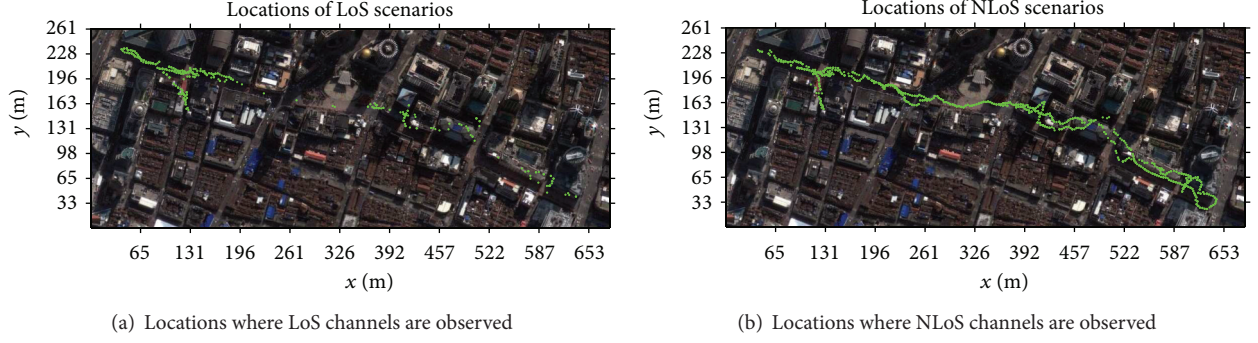 Locations of LoS scenarios
261
228
196
163
131
98
65
33
y (m)
65 131 196 261 326 392 457 522 587 653
x (m)
(a) Locations where LoS channels are observed
Locations of NLoS scenarios
261
228
196
163
131
98
65
33
y (m)
65 131 196 261 326 392 457 522 587 653
x (m)
(b) Locations where NLoS channels are observed